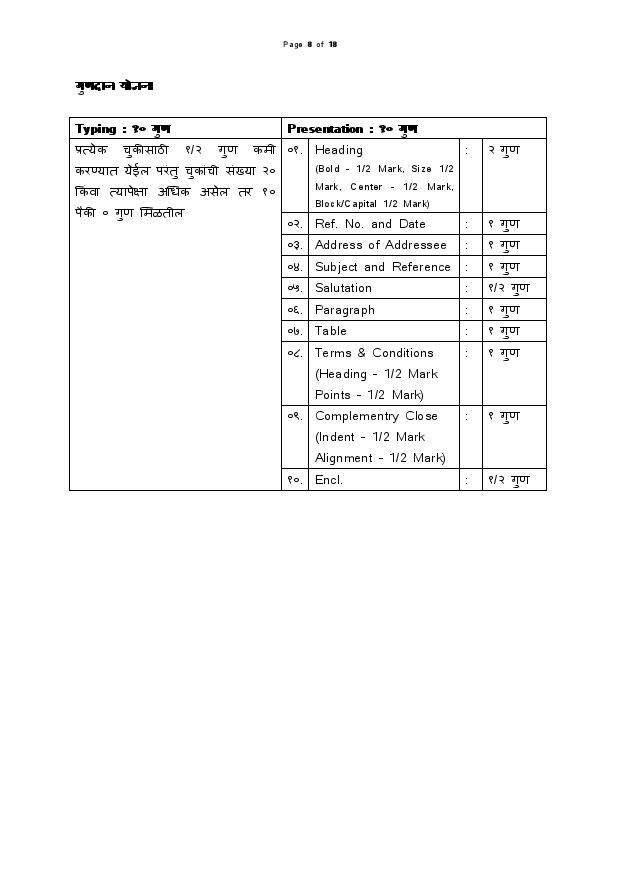 Page 8 of 18
गुणदान योजना
Typing : १० गुण
Presentation : १० गुण
प्रत्येक चुकीसाठी १/२ गुण कमी
करण्यात येईल परंतु चुकांची संख्या २०
किंवा त्यापेक्षा अधिक असेल तर १०
पैकी ० गुण मिळतील
०१. Heading : २ गुण
(Bold - 1/2 Mark, Size 1/2
Mark, Center - 1/2 Mark,
Block/Capital 1/2 Mark)
०२. Ref. No. and Date : १ गुण
०३. Address of Addressee : १ गुण
०४. Subject and Reference : १ गुण
०५. Salutation : १/२ गुण
०६. Paragraph : १ गुण
०७. Table : १ गुण
०८. Terms & Conditions : १ गुण
(Heading - 1/2 Mark
Points - 1/2 Mark)
०९. Complementry Close : १ गुण
(Indent - 1/2 Mark
Alignment - 1/2 Mark)
१०. Encl. : १/२ गुण